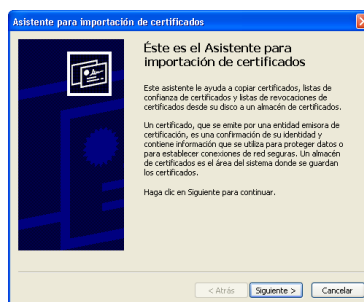 Asistente para importación de certificados
Éste es el Asistente para
importación de certificados
Este asistente le ayuda a copiar certificados, listas de
confianza de certificados y listas de revocaciones de
certificados desde su disco a un almacén de certificados.
Un certificado, que se emite por una entidad emisora de
certificación, es una confirmación de su identidad y
contiene información que se utiliza para proteger datos o
para establecer conexiones de red seguras. Un almacén
de certificados es el área del sistema donde se guardan
los certificados.
Haga clic en Siguiente para continuar.
< Atrás Siguiente > Cancelar